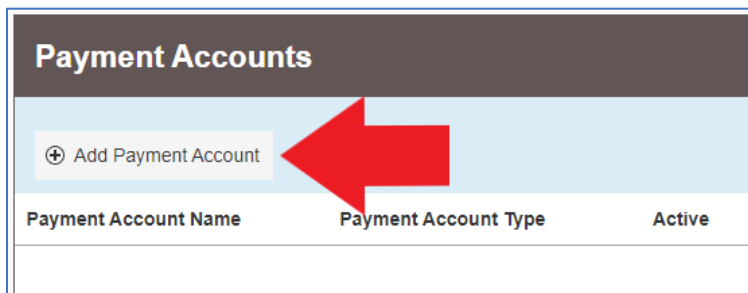 Payment Accounts
Add Payment Account
Payment Account Name Payment Account Type Active